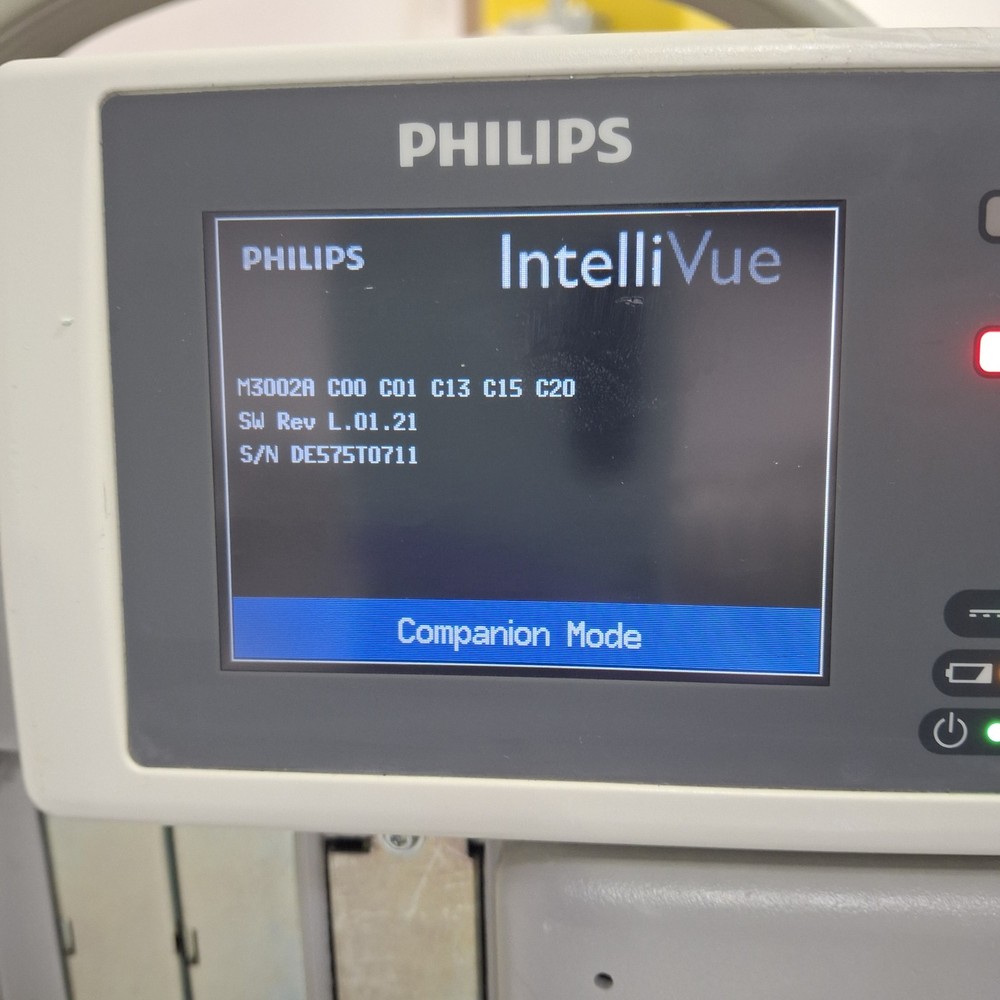 PHILIPS
PHILIPS IntelliVue
M3002A C00 C01 C13 C15 C20
SW Rev L.01.21
S/N DE575T0711
Companion Mode